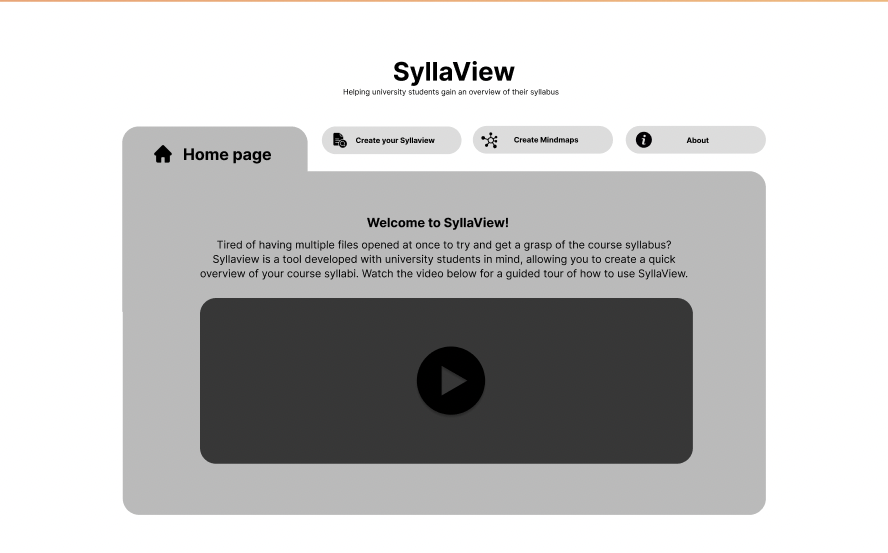 SyllaView
Helping university students gain an overview of their syllabus
Home page
Create your Syllaview
Create Mindmaps
About
Welcome to SyllaView!
Tired of having multiple files opened at once to try and get a grasp of the course syllabus?
Syllaview is a tool developed with university students in mind, allowing you to create a quick
overview of your course syllabi. Watch the video below for a guided tour of how to use SyllaView.